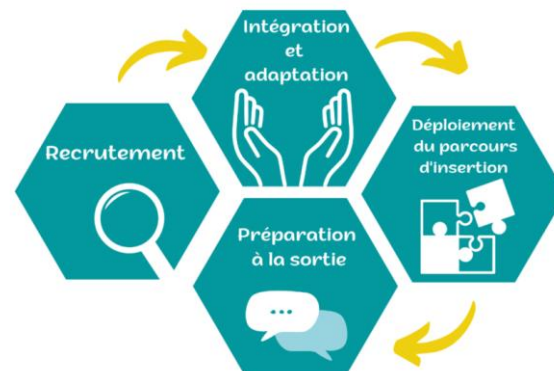 Recrutement
Intégration
et
adaptation
Déploiement
du parcours
d'insertion
Préparation
à la sortie